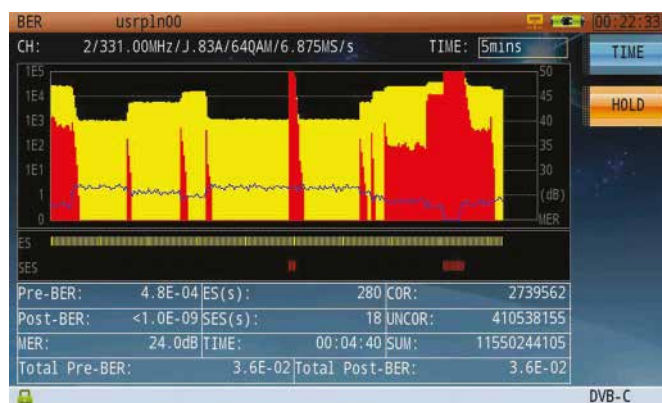 BER usrpln00 00:22:33
CH: 2/331.00MHz/J.83A/64QAM/6.875MS/s TIME: 5mins
TIME
HOLD
1E5 50
1E4 45
1E3 40
1E2 35
1E1 30
1 (dB)
0 MER
ES
SES
Pre-BER: 4.8E-04 ES(s): 280 COR: 2739562
Post-BER: <1.0E-09 SES(s): 18 UNCOR: 410538155
MER: 24.0dB TIME: 00:04:40 SUM: 11550244105
Total Pre-BER: 3.6E-02 Total Post-BER: 3.6E-02
DVB-C